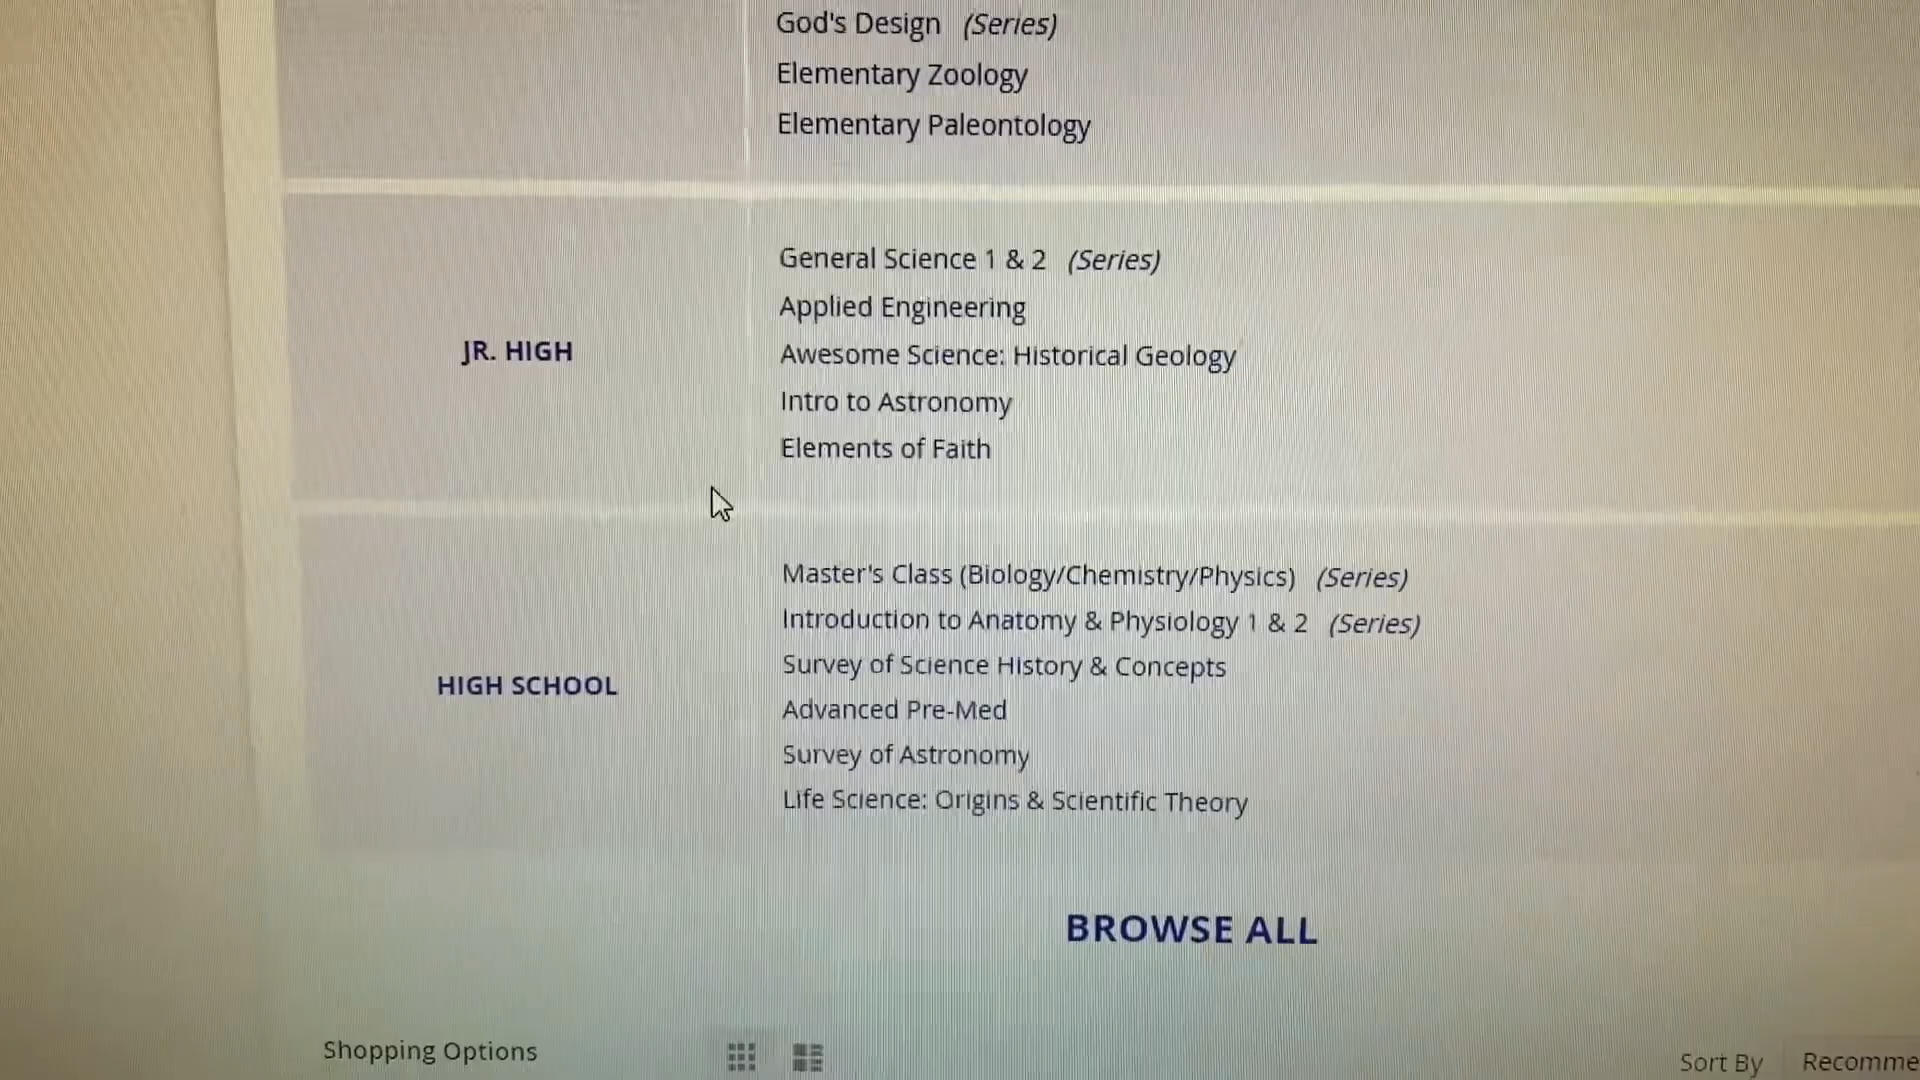 God's Design (Series)
Elementary Zoology
Elementary Paleontology
JR. HIGH
General Science 1 & 2 (Series)
Applied Engineering
Awesome Science: Historical Geology
Intro to Astronomy
Elements of Faith
HIGH SCHOOL
Master's Class (Biology/Chemistry/Physics) (Series)
Introduction to Anatomy & Physiology 1 & 2 (Series)
Survey of Science History & Concepts
Advanced Pre-Med
Survey of Astronomy
Life Science: Origins & Scientific Theory
BROWSE ALL
Shopping Options
Sort By Recomme